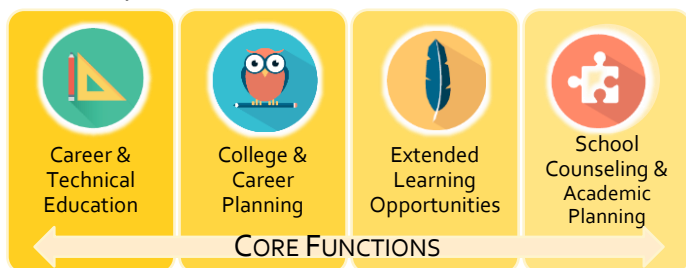 Career &
Technical
Education
College &
Career
Planning
Extended
Learning
Opportunities
School
Counseling &
Academic
Planning
CORE FUNCTIONS